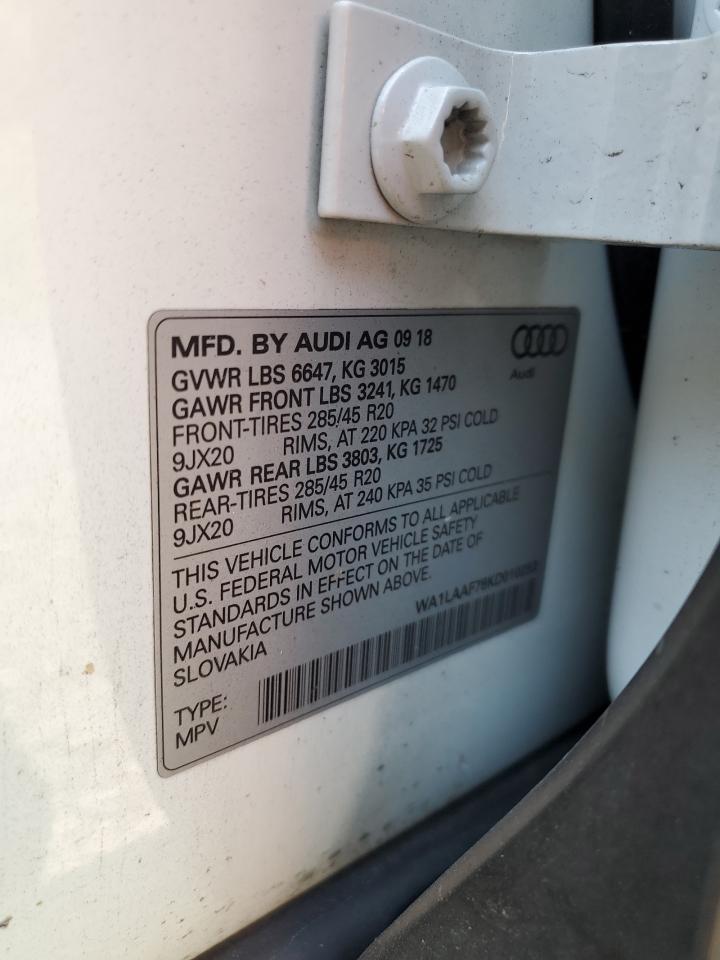 MFD. BY AUDI AG 09 18
Audi
GVWR LBS 6647, KG 3015
GAWR FRONT LBS 3241, KG 1470
FRONT-TIRES 285/45 R20
9JX20 RIMS, AT 220 KPA 32 PSI COLD
GAWR REAR LBS 3803, KG 1725
REAR-TIRES 285/45 R20
9JX20 RIMS, AT 240 KPA 35 PSI COLD
THIS VEHICLE CONFORMS TO ALL APPLICABLE
U.S. FEDERAL MOTOR VEHICLE SAFETY
STANDARDS IN EFFECT ON THE DATE OF
MANUFACTURE SHOWN ABOVE.
SLOVAKIA
TYPE:
MPV